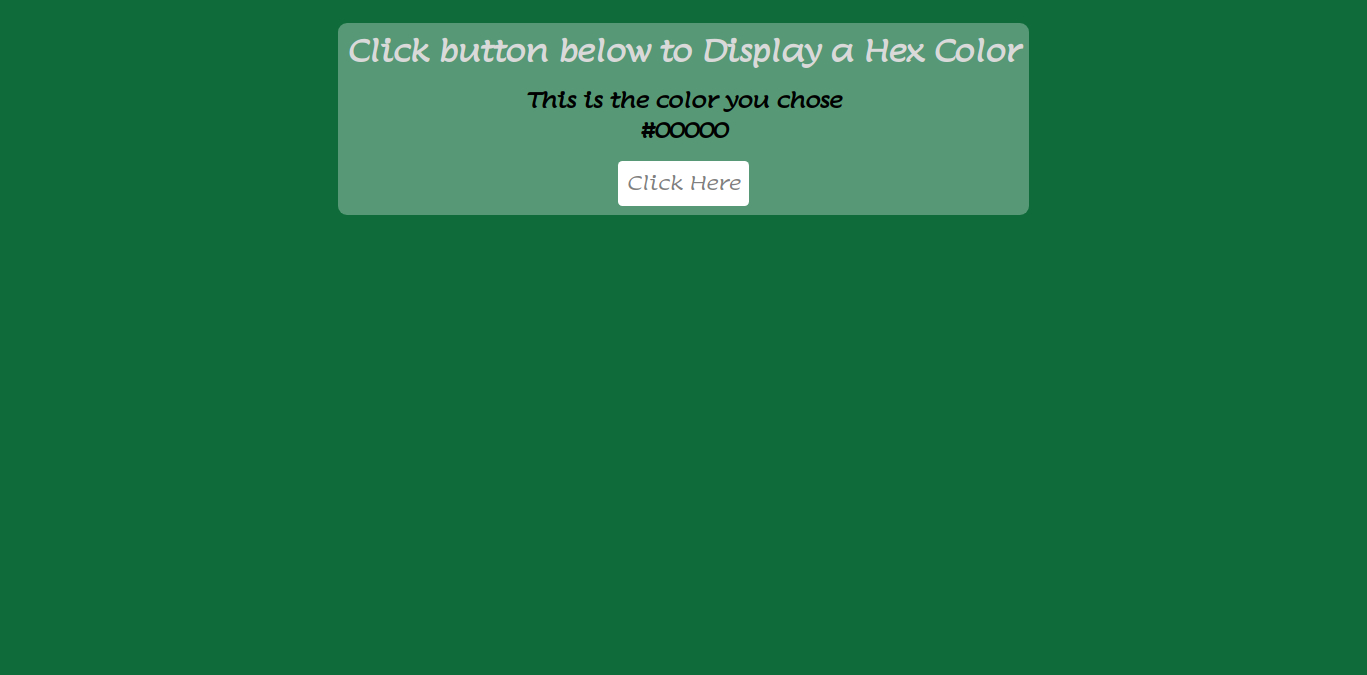 Click button below to Display a Hex Color
This is the color you chose
#00000
Click Here